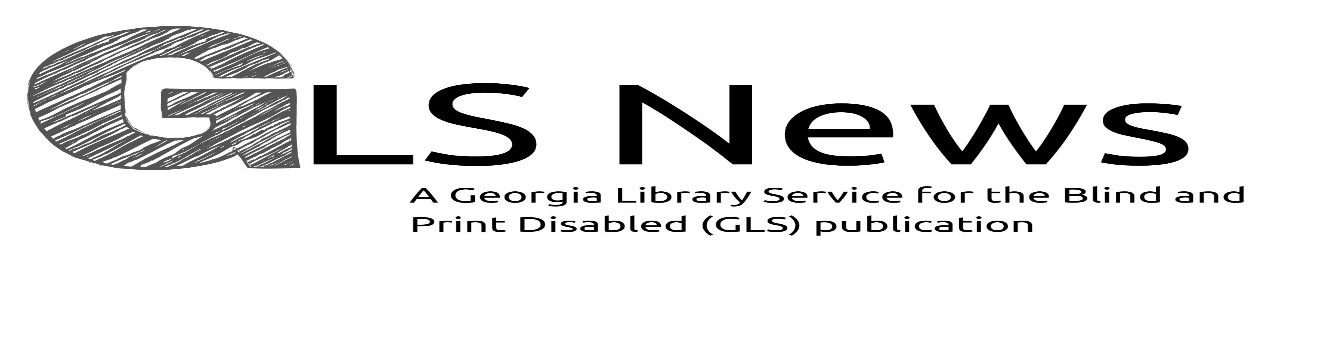 GLS News
A Georgia Library Service for the Blind and
Print Disabled (GLS) publication